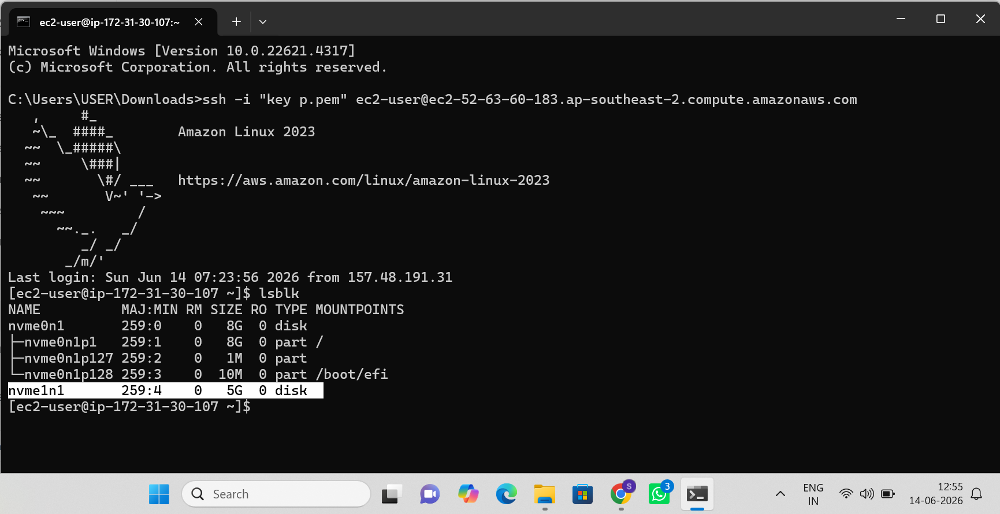 ec2-user@ip-172-31-30-107:~
Microsoft Windows [Version 10.0.22621.4317]
(c) Microsoft Corporation. All rights reserved.
C:\Users\USER\Downloads>ssh -i "key p.pem" ec2-user@ec2-52-63-60-183.ap-southeast-2.compute.amazonaws.com
   ,     #_
   ~\_  ####_        Amazon Linux 2023
  ~~  \_#####\
  ~~     \###|
  ~~       \#/ ___   https://aws.amazon.com/linux/amazon-linux-2023
   ~~       V~' '->
    ~~~         /
      ~~._.   _/
         _/ _/
       _/m/'
Last login: Sun Jun 14 07:23:56 2026 from 157.48.191.31
[ec2-user@ip-172-31-30-107 ~]$ lsblk
NAME          MAJ:MIN RM SIZE RO TYPE MOUNTPOINTS
nvme0n1       259:0    0   8G  0 disk
├─nvme0n1p1   259:1    0   8G  0 part /
├─nvme0n1p127 259:2    0   1M  0 part
└─nvme0n1p128 259:3    0  10M  0 part /boot/efi
nvme1n1       259:4    0   5G  0 disk
[ec2-user@ip-172-31-30-107 ~]$
Search
S
3
ENG
IN
12:55
14-06-2026